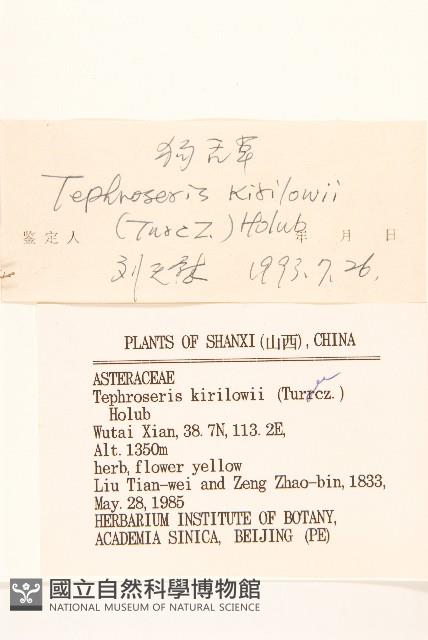 狗舌草
Tephroseris kirilowii
(Turcz.) Holub
鉴定人 年 月 日
刘天 1993.7.26.
PLANTS OF SHANXI (山西), CHINA
ASTERACEAE
Tephroseris kirilowii (Turrcz.)
Holub
Wutai Xian, 38.7N, 113.2E,
Alt. 1350m
herb, flower yellow
Liu Tian-wei and Zeng Zhao-bin, 1833,
May. 28, 1985
HERBARIUM INSTITUTE OF BOTANY,
ACADEMIA SINICA, BEIJING (PE)
國立自然科學博物館
NATIONAL MUSEUM OF NATURAL SCIENCE